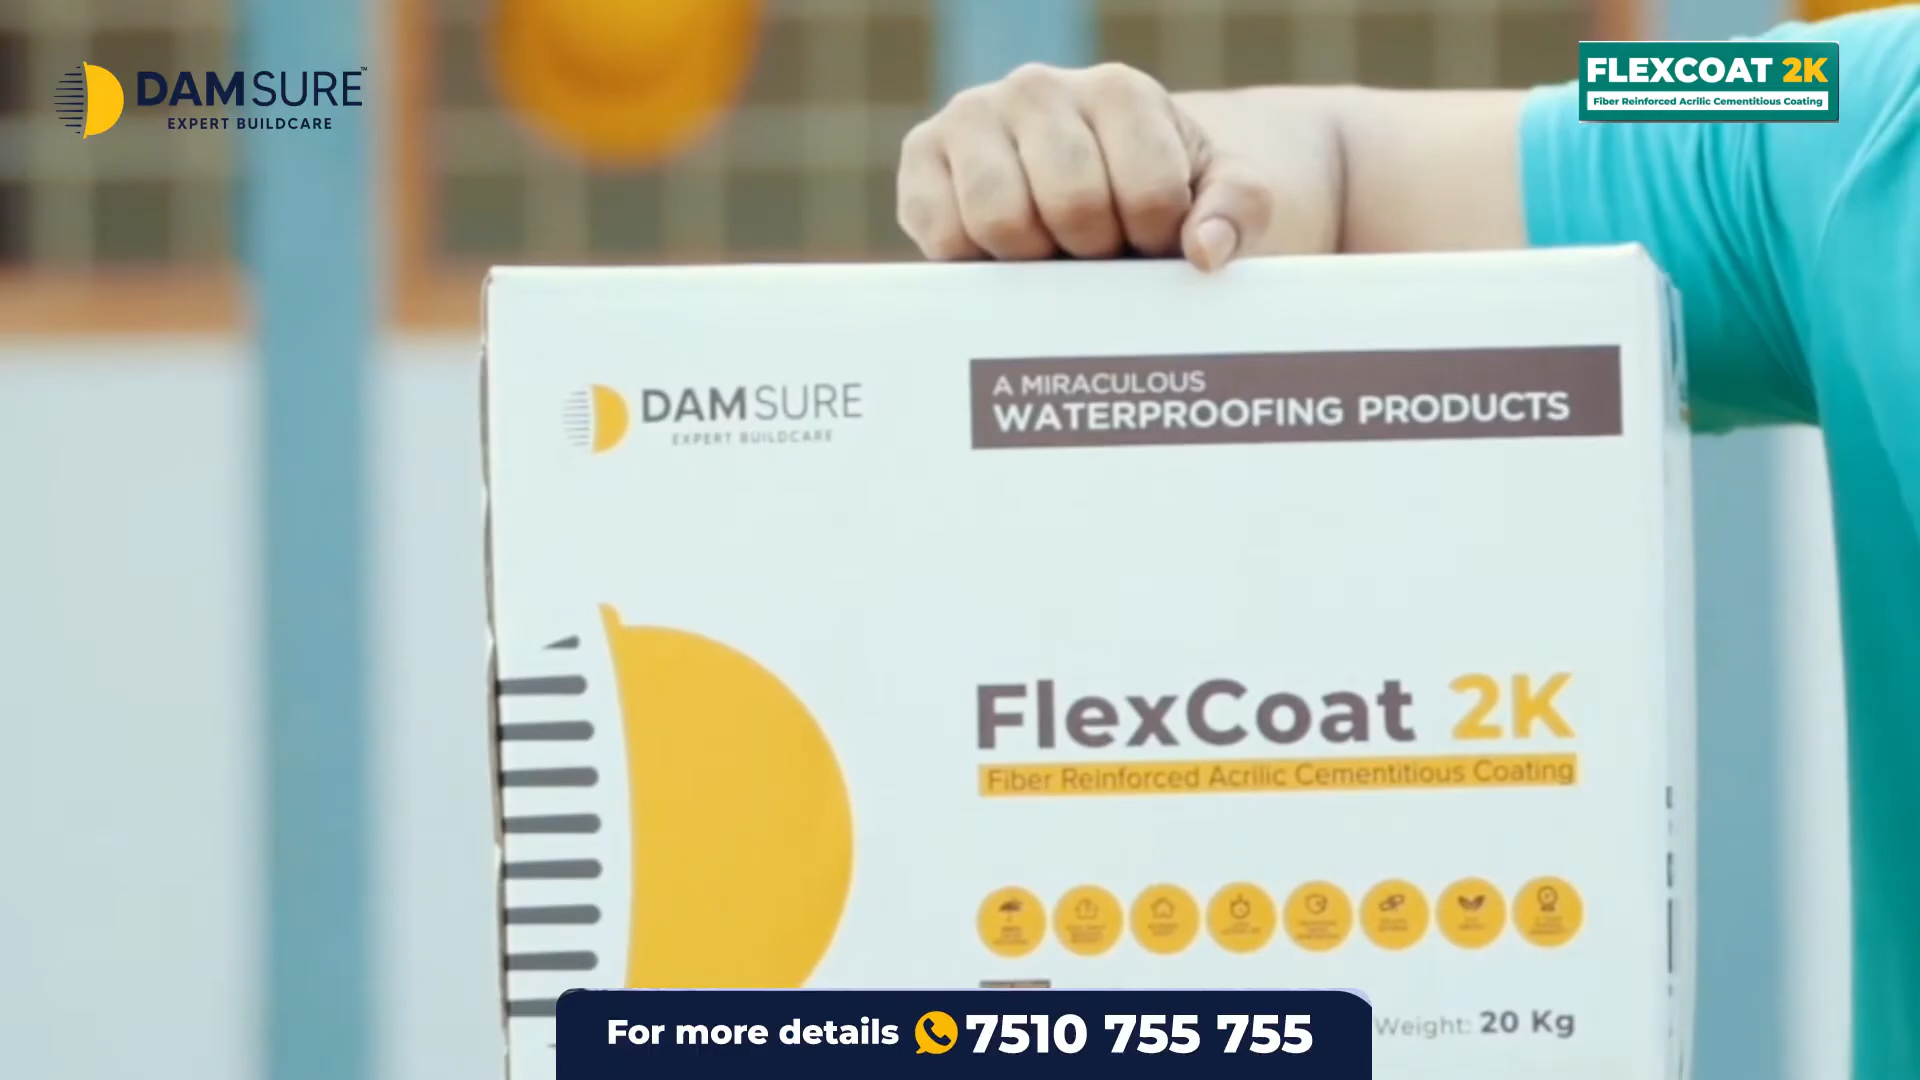 DAMSURE™
EXPERT BUILDCARE
FLEXCOAT 2K
Fiber Reinforced Acrilic Cementitious Coating
DAMSURE
EXPERT BUILDCARE
A MIRACULOUS
WATERPROOFING PRODUCTS
FlexCoat 2K
Fiber Reinforced Acrilic Cementitious Coating
Weight: 20 Kg
For more details 7510 755 755